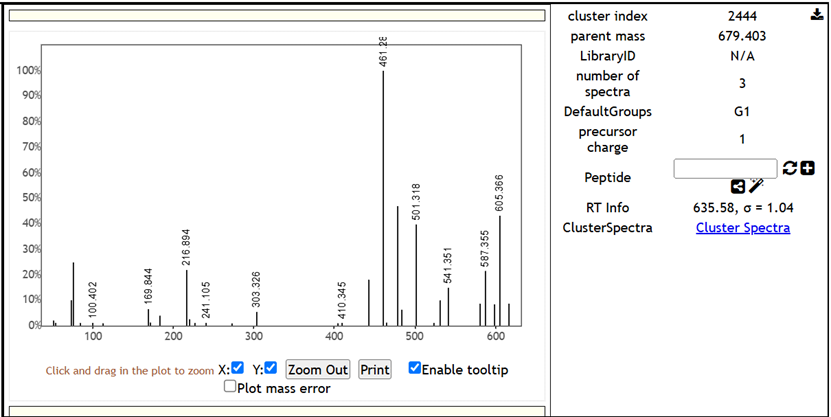 100%
90%
80%
70%
60%
50%
40%
30%
20%
10%
0%
100.402
169.844
216.894
241.105
303.326
410.345
461.28
501.318
541.351
587.355
605.366
100 200 300 400 500 600
Click and drag in the plot to zoom X: Y: Zoom Out Print Enable tooltip
Plot mass error
cluster index 2444
parent mass 679.403
LibraryID N/A
number of
spectra 3
DefaultGroups G1
precursor
charge 1
Peptide
RT Info 635.58, σ = 1.04
ClusterSpectra Cluster Spectra